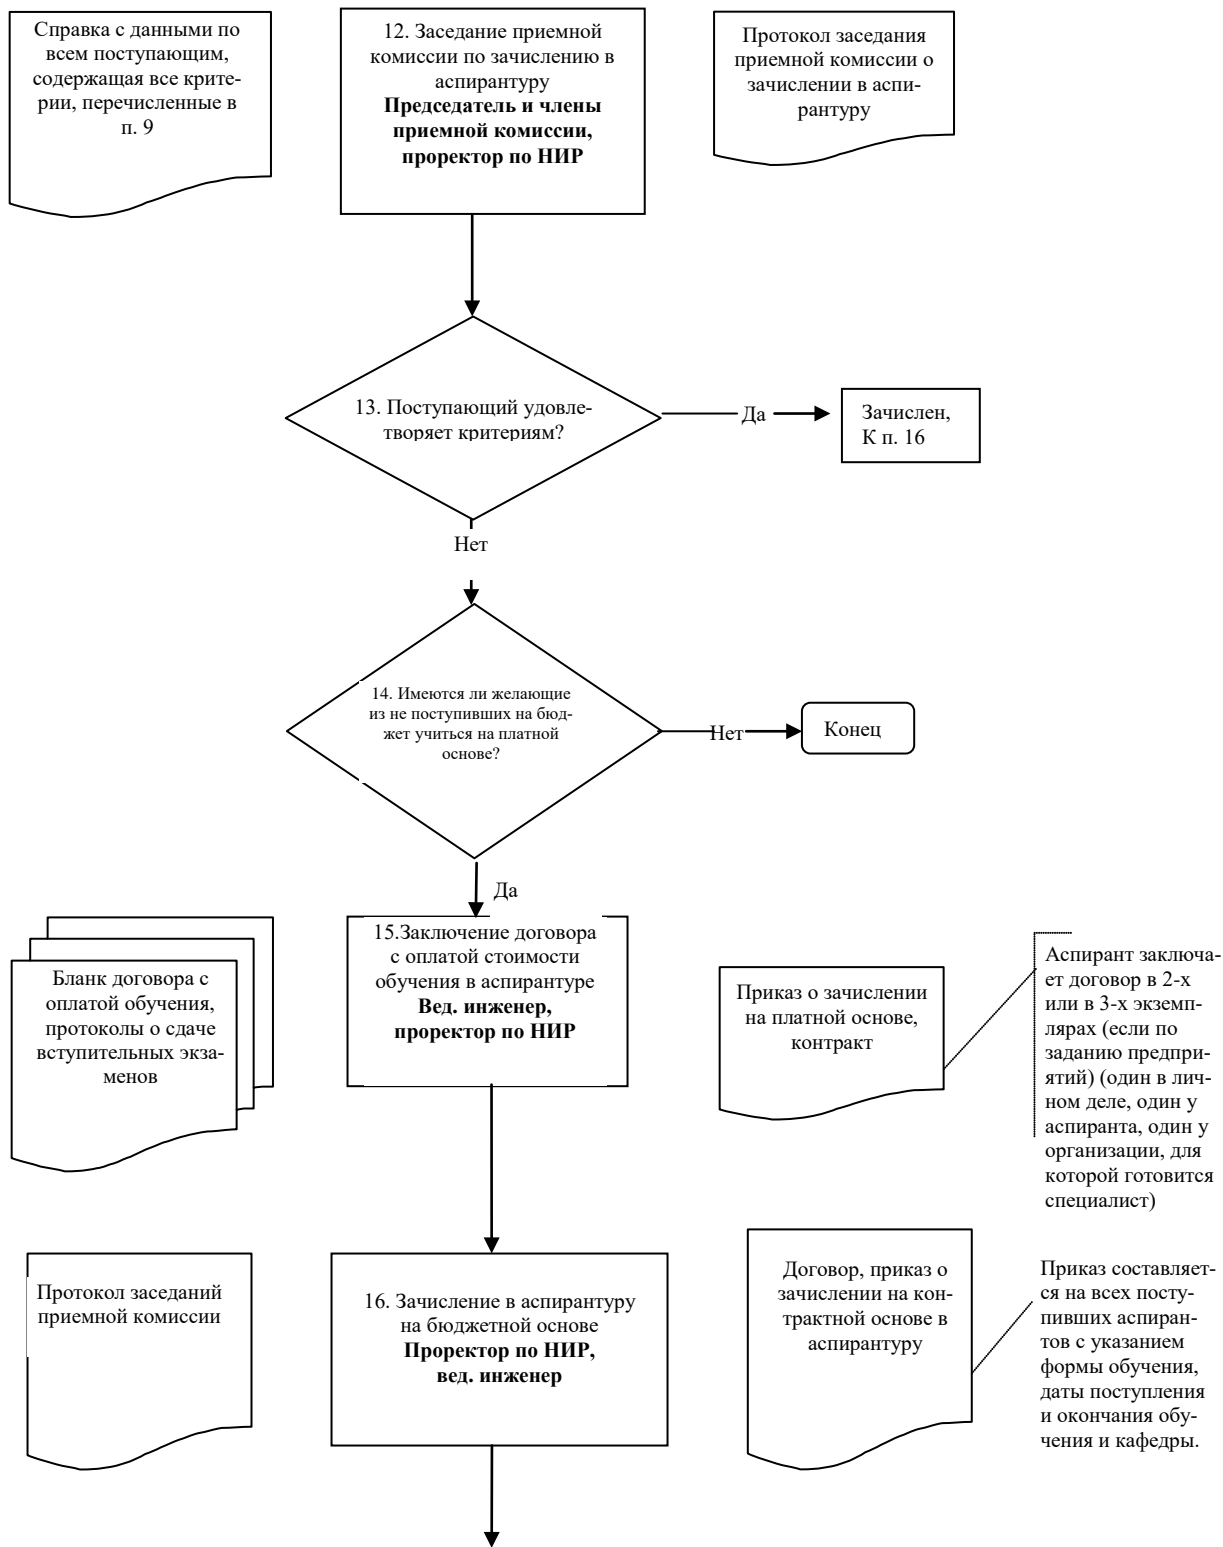 Справка с данными по
всем поступающим,
содержащая все крите-
рии, перечисленные в
п. 9
12. Заседание приемной
комиссии по зачислению в
аспирантуру
Председатель и члены
приемной комиссии,
проректор по НИР
Протокол заседания
приемной комиссии о
зачислении в аспи-
рантуру
13. Поступающий удовле-
творяет критериям?
Да
Зачислен,
К п. 16
Нет
14. Имеются ли желающие
из не поступивших на бюд-
жет учиться на платной
основе?
Нет
Конец
Да
Бланк договора с
оплатой обучения,
протоколы о сдаче
вступительных экза-
менов
15.Заключение договора
с оплатой стоимости
обучения в аспирантуре
Вед. инженер,
проректор по НИР
Приказ о зачислении
на платной основе,
контракт
Аспирант заключа-
ет договор в 2-х
или в 3-х экземп-
лярах (если по
заданию предпри-
ятий) (один в лич-
ном деле, один у
аспиранта, один у
организации, для
которой готовится
специалист)
Протокол заседаний
приемной комиссии
16. Зачисление в аспирантуру
на бюджетной основе
Проректор по НИР,
вед. инженер
Договор, приказ о
зачислении на кон-
трактной основе в
аспирантуру
Приказ составляет-
ся на всех посту-
пивших аспиран-
тов с указанием
формы обучения,
даты поступления
и окончания обу-
чения и кафедры.